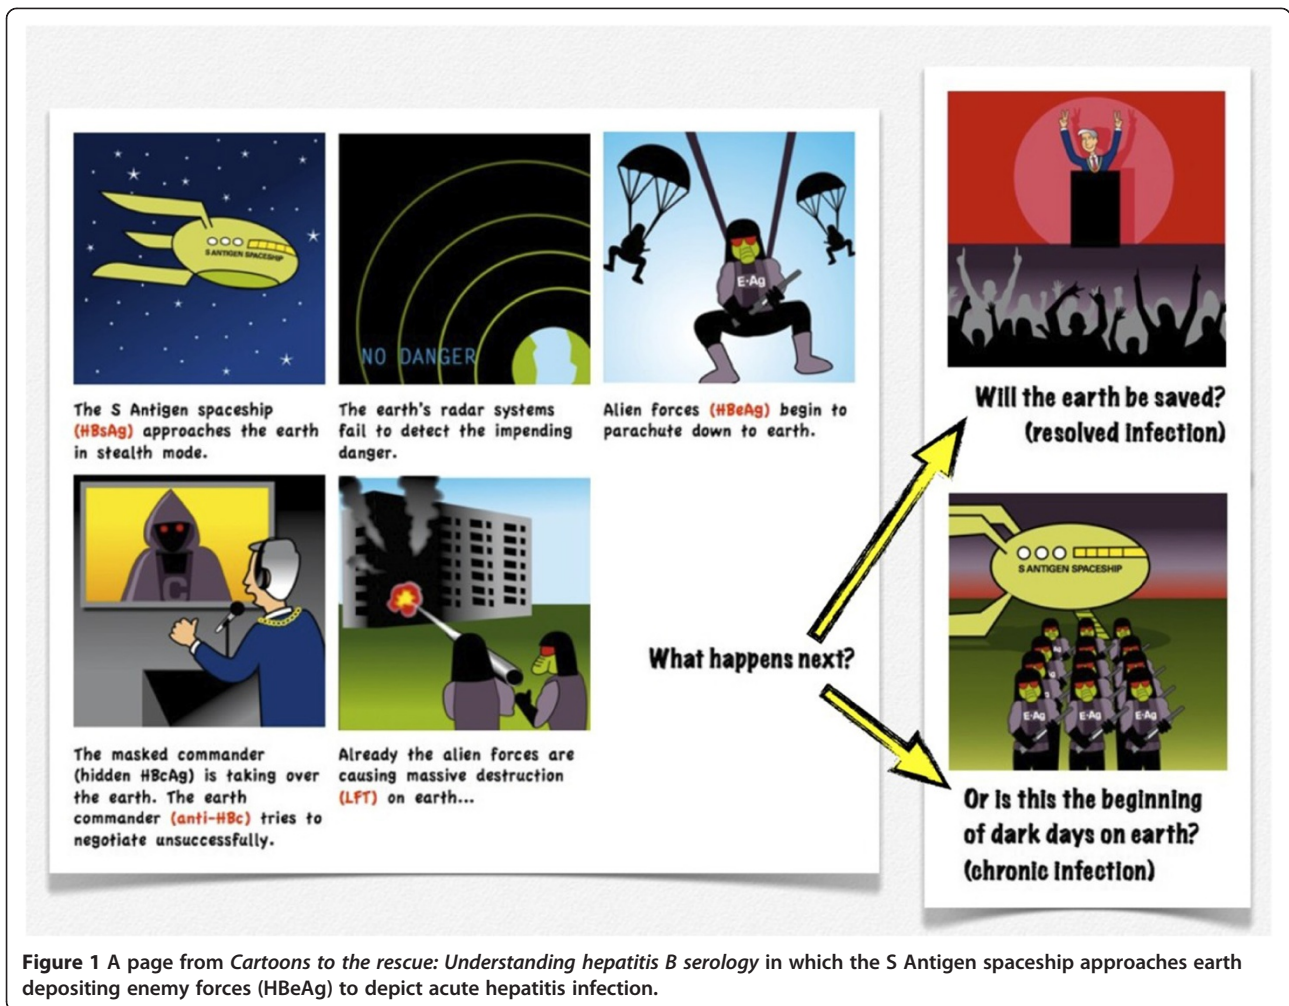 S ANTIGEN SPACESHIP
The S Antigen spaceship
(HBsAg) approaches the earth
in stealth mode.
NO DANGER
The earth's radar systems
fail to detect the impending
danger.
E-Ag
Alien forces (HBeAg) begin to
parachute down to earth.
C
The masked commander
(hidden HBcAg) is taking over
the earth. The earth
commander (anti-HBc) tries to
negotiate unsuccessfully.
Already the alien forces are
causing massive destruction
(LFT) on earth...
What happens next?
Will the earth be saved?
(resolved infection)
S ANTIGEN SPACESHIP
E-Ag
E-Ag
E-Ag
Or is this the beginning
of dark days on earth?
(chronic infection)
Figure 1 A page from Cartoons to the rescue: Understanding hepatitis B serology in which the S Antigen spaceship approaches earth
depositing enemy forces (HBeAg) to depict acute hepatitis infection.